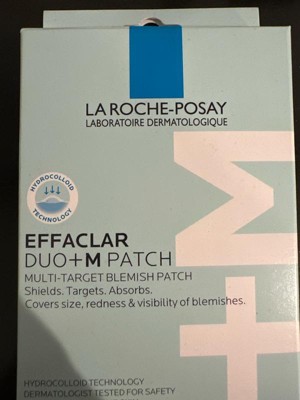 LA ROCHE-POSAY
LABORATOIRE DERMATOLOGIQUE
HYDROCOLLOID
TECHNOLOGY
EFFACLAR
DUO+M PATCH
MULTI-TARGET BLEMISH PATCH
Shields. Targets. Absorbs.
Covers size, redness & visibility of blemishes.
+M
HYDROCOLLOID TECHNOLOGY
DERMATOLOGIST TESTED FOR SAFETY